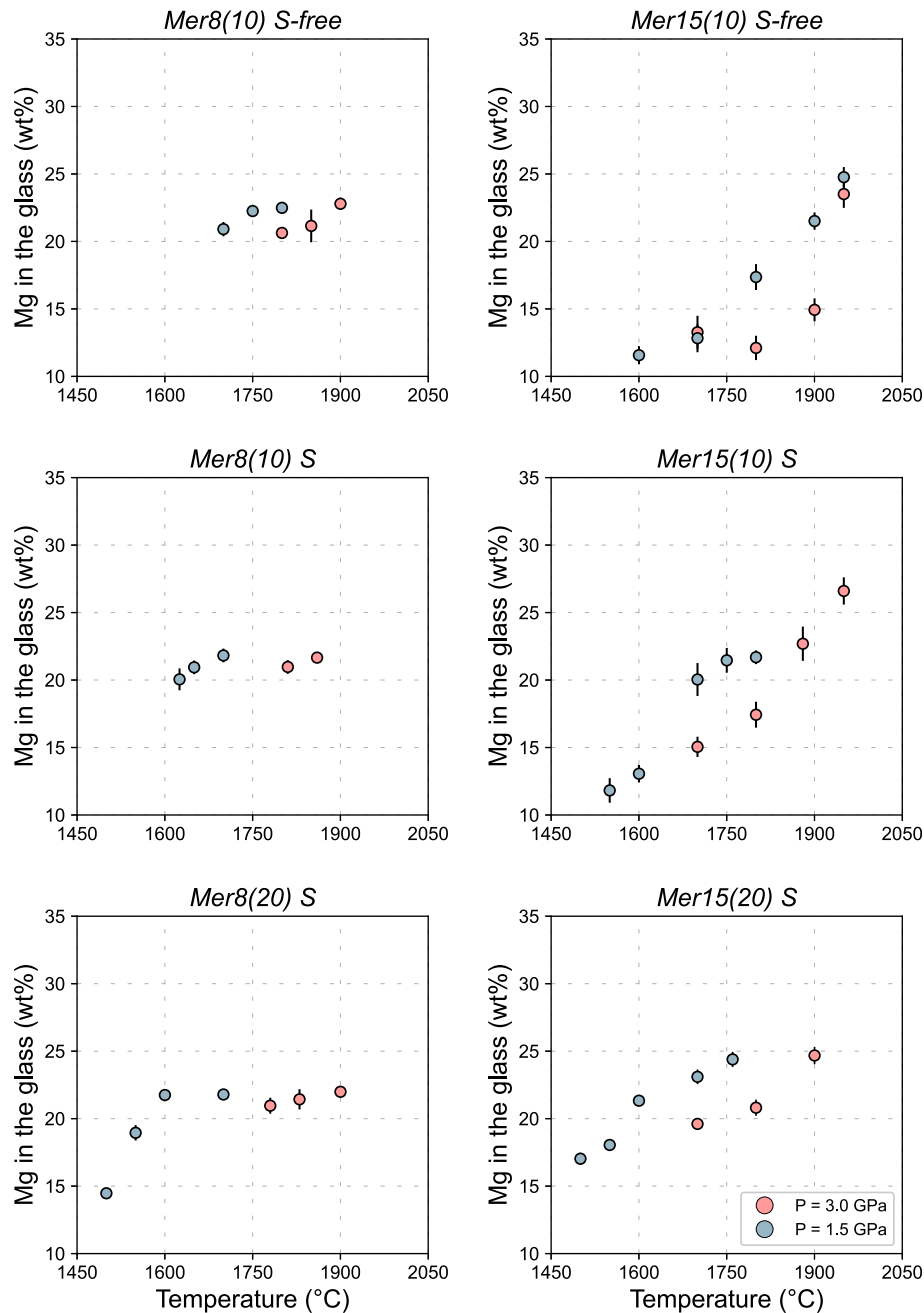 Mer8(10) S-free
Mer15(10) S-free
Mg in the glass (wt%)
35
30
25
20
15
10
1450 1600 1750 1900 2050
Mg in the glass (wt%)
35
30
25
20
15
10
1450 1600 1750 1900 2050
Mer8(10) S
Mer15(10) S
Mg in the glass (wt%)
35
30
25
20
15
10
1450 1600 1750 1900 2050
Mg in the glass (wt%)
35
30
25
20
15
10
1450 1600 1750 1900 2050
Mer8(20) S
Mer15(20) S
Mg in the glass (wt%)
35
30
25
20
15
10
1450 1600 1750 1900 2050
Temperature (°C)
Mg in the glass (wt%)
35
30
25
20
15
10
P = 3.0 GPa
P = 1.5 GPa
1450 1600 1750 1900 2050
Temperature (°C)